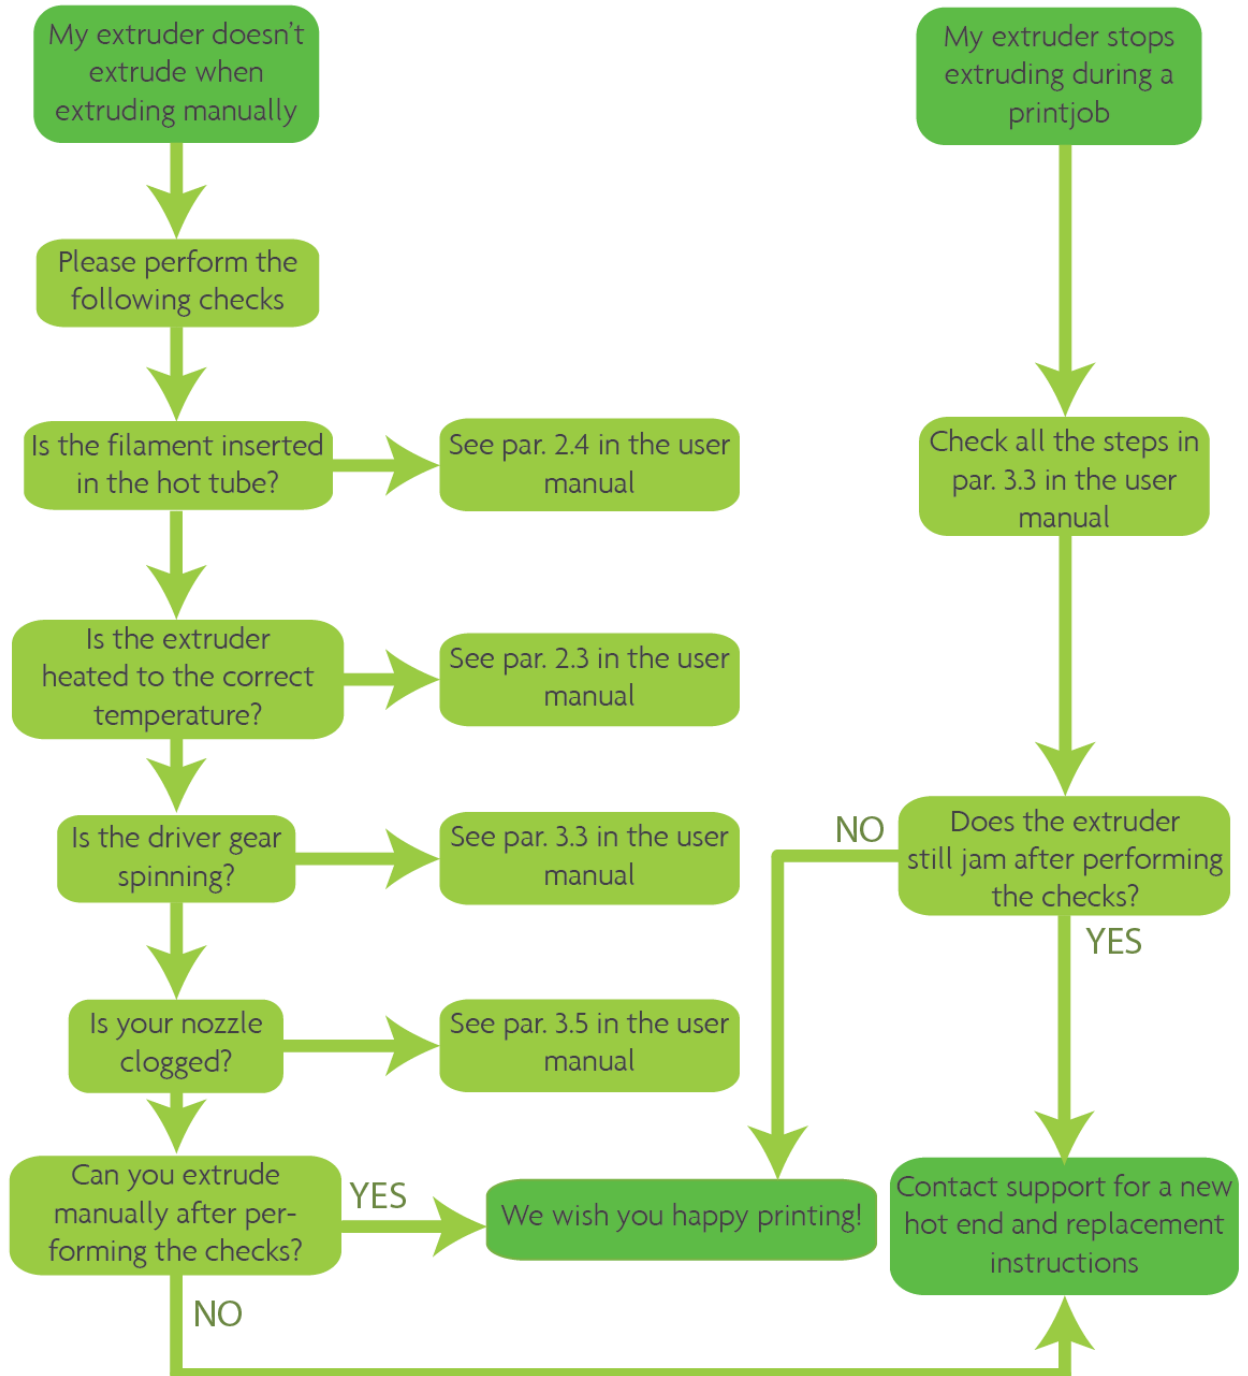 My extruder doesn't
extrude when
extruding manually
My extruder stops
extruding during a
printjob
Please perform the
following checks
Is the filament inserted
in the hot tube?
See par. 2.4 in the user
manual
Check all the steps in
par. 3.3 in the user
manual
Is the extruder
heated to the correct
temperature?
See par. 2.3 in the user
manual
Is the driver gear
spinning?
See par. 3.3 in the user
manual
NO
Does the extruder
still jam after performing
the checks?
YES
Is your nozzle
clogged?
See par. 3.5 in the user
manual
Can you extrude
manually after per-
forming the checks?
YES
We wish you happy printing!
Contact support for a new
hot end and replacement
instructions
NO